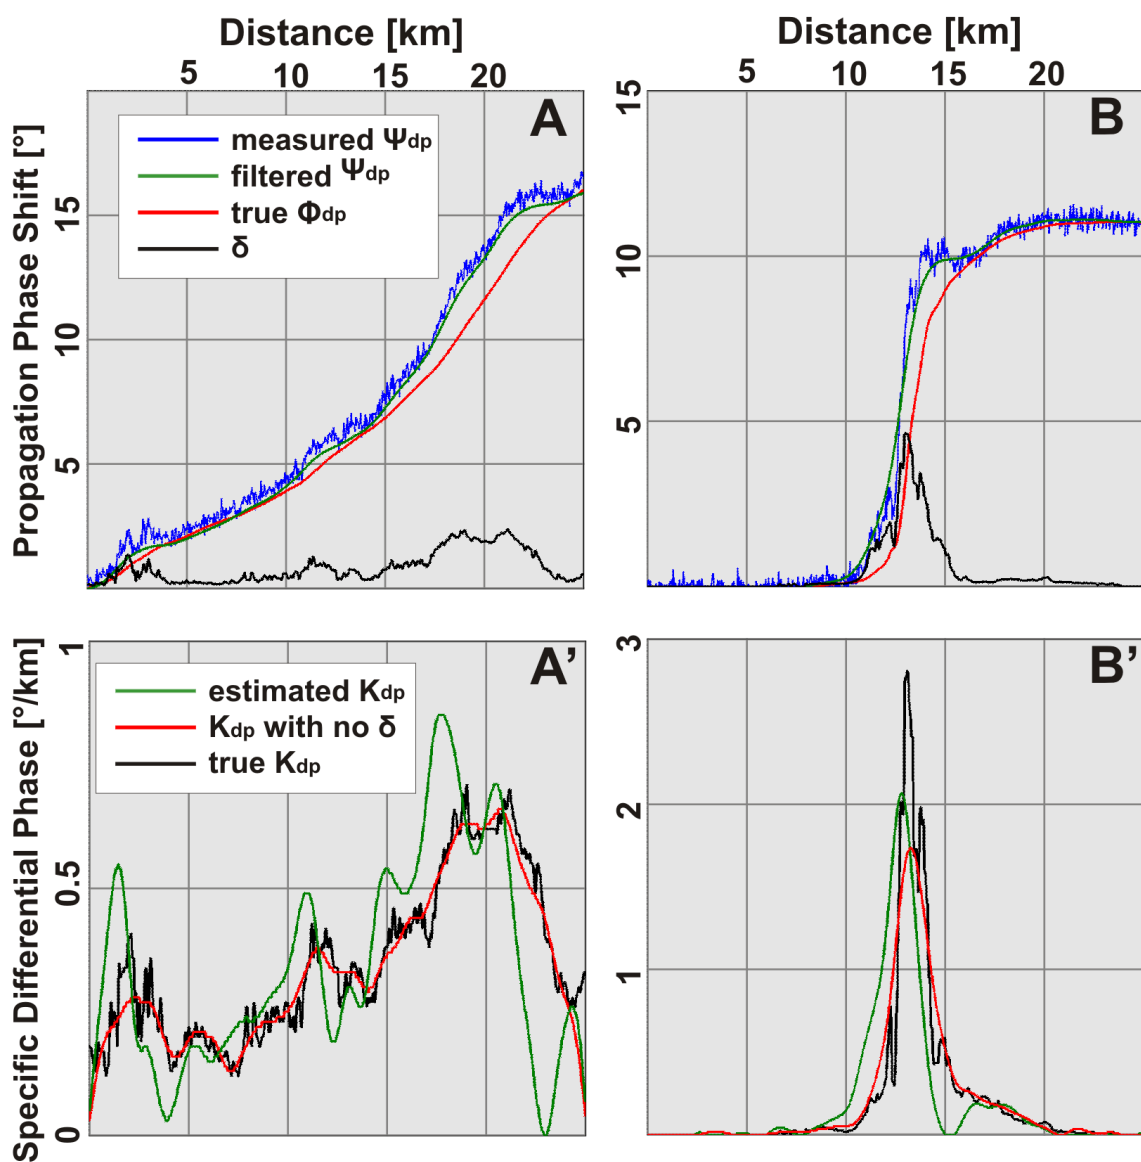 Distance [km]
5 10 15 20
Propagation Phase Shift [°]
15
10
5
A
measured Ψdp
filtered Ψdp
true Φdp
δ
Distance [km]
5 10 15 20
15
10
5
B
Specific Differential Phase [°/km]
1
0.5
0
A’
estimated Kdp
Kdp with no δ
true Kdp
3
2
1
B’